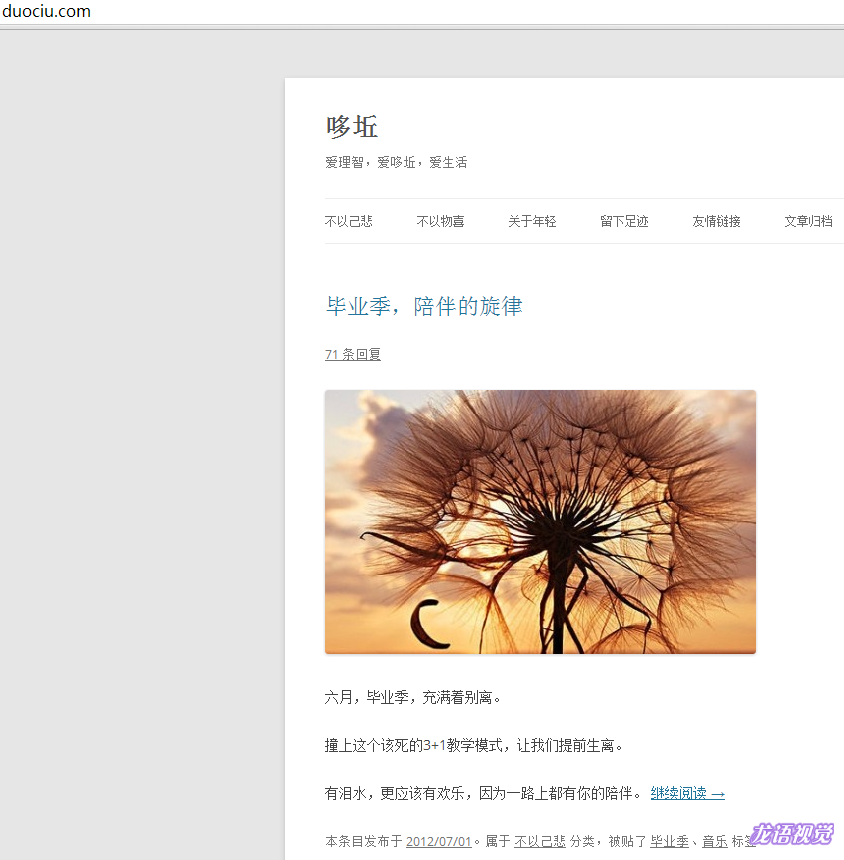 duociu.com
哆坵
爱理智，爱哆坵，爱生活
不以己悲 不以物喜 关于年轻 留下足迹 友情链接 文章归档
毕业季，陪伴的旋律
71 条回复
六月，毕业季，充满着别离。
撞上这个该死的3+1教学模式，让我们提前生离。
有泪水，更应该有欢乐，因为一路上都有你的陪伴。 继续阅读 →
本条目发布于 2012/07/01。属于 不以己悲 分类，被贴了 毕业季、音乐 标签
龙语视觉